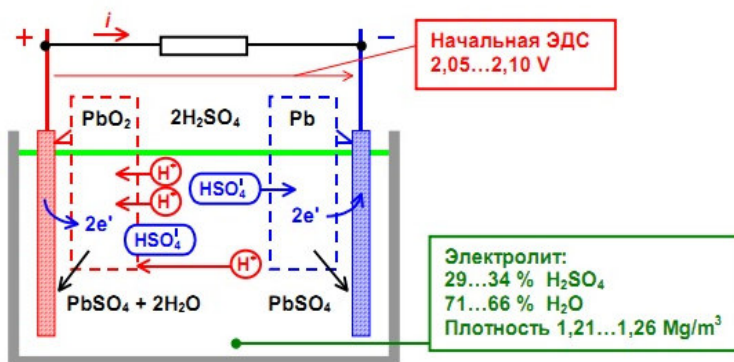 + i –
Начальная ЭДС
2,05...2,10 V
PbO₂ 2H₂SO₄ Pb
H⁺
HSO₄'
H⁺
2e' 2e'
HSO₄'
H⁺
PbSO₄ + 2H₂O PbSO₄
Электролит:
29...34 % H₂SO₄
71...66 % H₂O
Плотность 1,21...1,26 Mg/m³